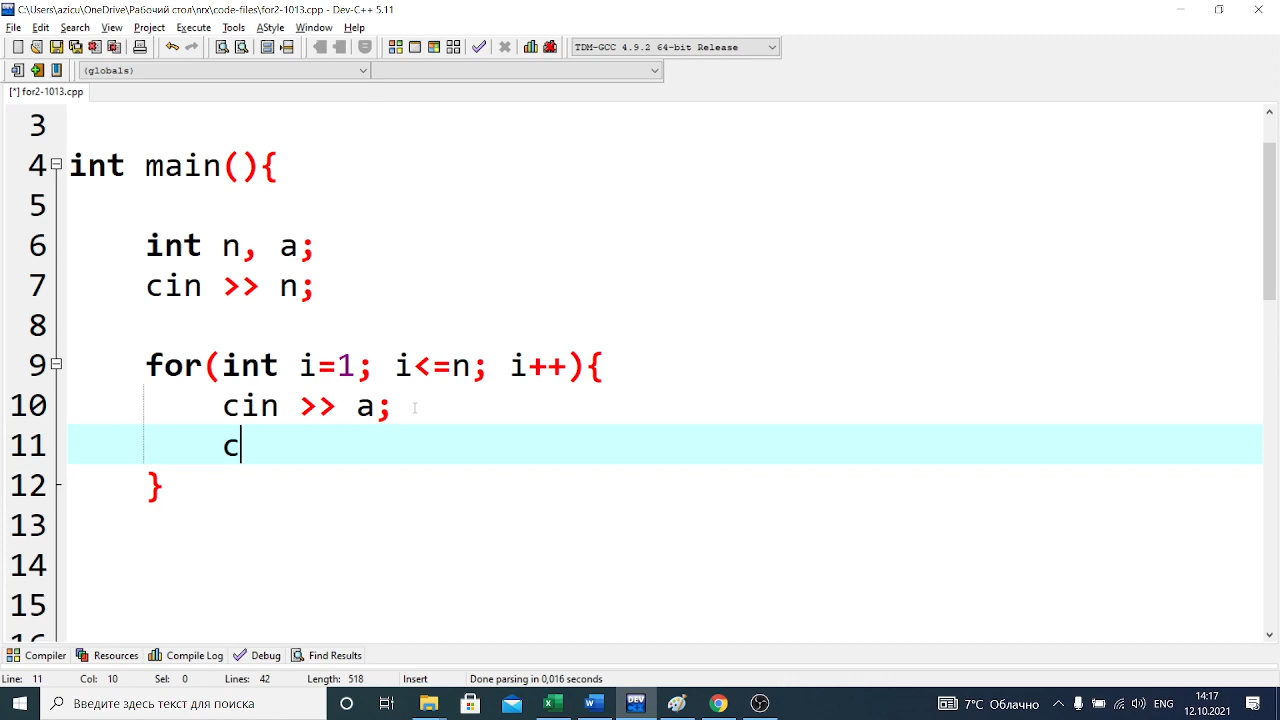 C:\Users\azicu\OneDrive\Рабочий стол\прх\code-files\for2-1013.cpp - Dev-C++ 5.11
File Edit Search View Project Execute Tools AStyle Window Help
TDM-GCC 4.9.2 64-bit Release
(globals)
[*] for2-1013.cpp
3
4 int main(){
5
6 int n, a;
7 cin >> n;
8
9 for(int i=1; i<=n; i++){
10 cin >> a;
11 c
12 }
13
14
15
16
Compiler Resources Compile Log Debug Find Results
Line: 11 Col: 10 Sel: 0 Lines: 42 Length: 518 Insert Done parsing in 0,016 seconds
Введите здесь текст для поиска
DEV
7°C Облачно
14:17
12.10.2021